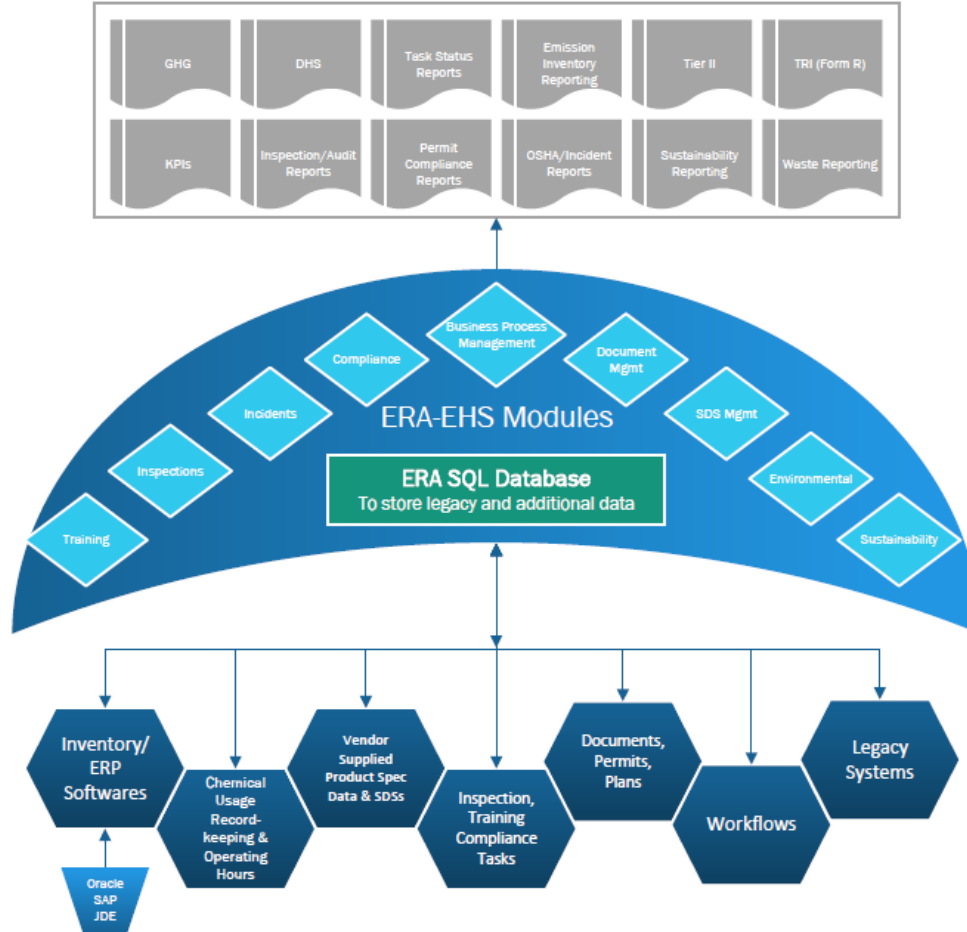 GHG
DHS
Task Status
Reports
Emission
Inventory
Reporting
Tier II
TRI (Form R)
KPIs
Inspection/Audit
Reports
Permit
Compliance
Reports
OSHA/Incident
Reports
Sustainability
Reporting
Waste Reporting
Business Process
Management
Compliance
Document
Mgmt
Incidents
ERA-EHS Modules
SDS Mgmt
Inspections
ERA SQL Database
To store legacy and additional data
Environmental
Training
Sustainability
Inventory/
ERP
Softwares
Chemical
Usage
Record-
keeping &
Operating
Hours
Vendor
Supplied
Product Spec
Data & SDSs
Inspection,
Training
Compliance
Tasks
Documents,
Permits,
Plans
Workflows
Legacy
Systems
Oracle
SAP
JDE